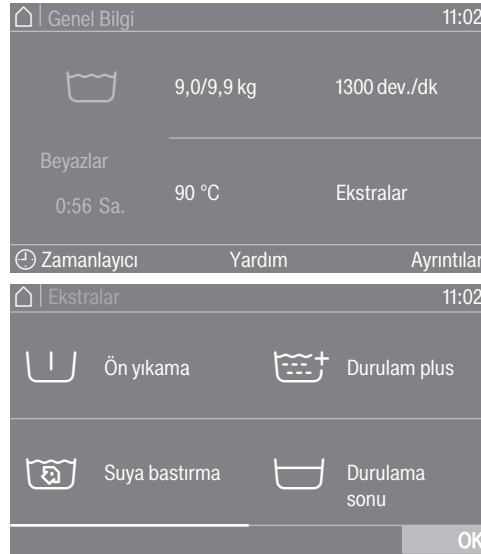 Genel Bilgi 11:02
9,0/9,9 kg 1300 dev./dk
Beyazlar
0:56 Sa. 90 °C Ekstralar
Zamanlayıcı Yardım Ayrıntılar
Ekstralar 11:02
Ön yıkama Durulam plus
Suya bastırma Durulama
sonu
OK